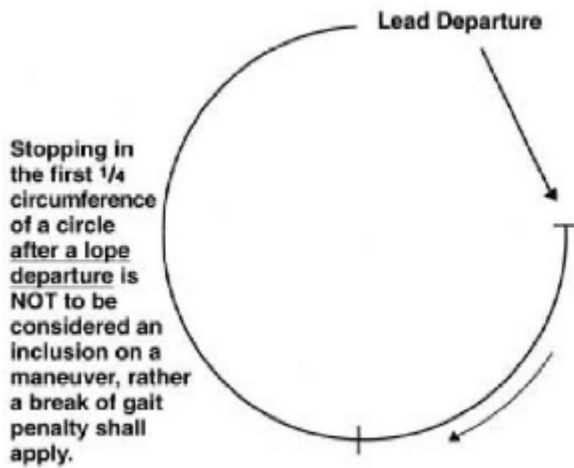 Lead Departure
Stopping in
the first 1/4
circumference
of a circle
after a lope
departure is
NOT to be
considered an
inclusion on a
maneuver, rather
a break of gait
penalty shall
apply.